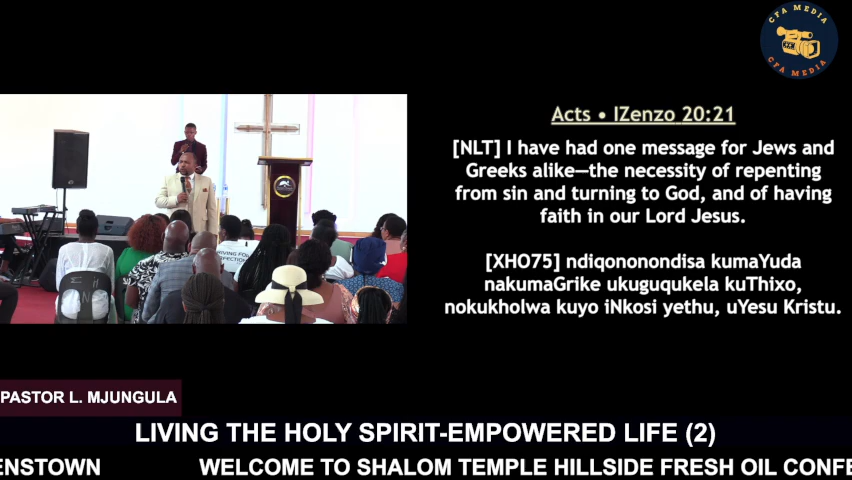 CFA MEDIA
CFA MEDIA
Acts • IZenzo 20:21
[NLT] I have had one message for Jews and
Greeks alike—the necessity of repenting
from sin and turning to God, and of having
faith in our Lord Jesus.
[XHO75] ndiqononondisa kumaYuda
nakumaGrike ukuguqukela kuThixo,
nokukholwa kuyo iNkosi yethu, uYesu Kristu.
PASTOR L. MJUNGULA
LIVING THE HOLY SPIRIT-EMPOWERED LIFE (2)
ENSTOWN WELCOME TO SHALOM TEMPLE HILLSIDE FRESH OIL CONFE